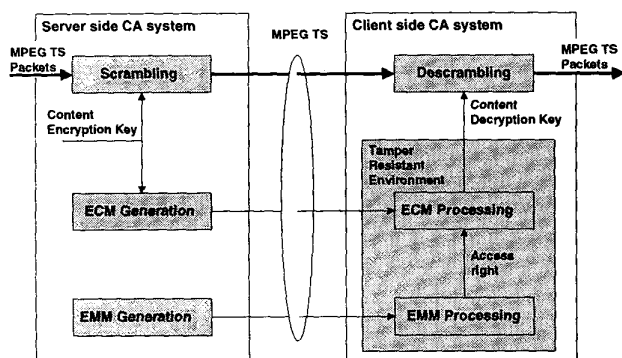 Server side CA system
Client side CA system
MPEG TS
MPEG TS
Packets
Scrambling
Descrambling
MPEG TS
Packets
Content
Encryption Key
Content
Decryption Key
Tamper
Resistant
Environment
ECM Generation
ECM Processing
Access
right
EMM Generation
EMM Processing